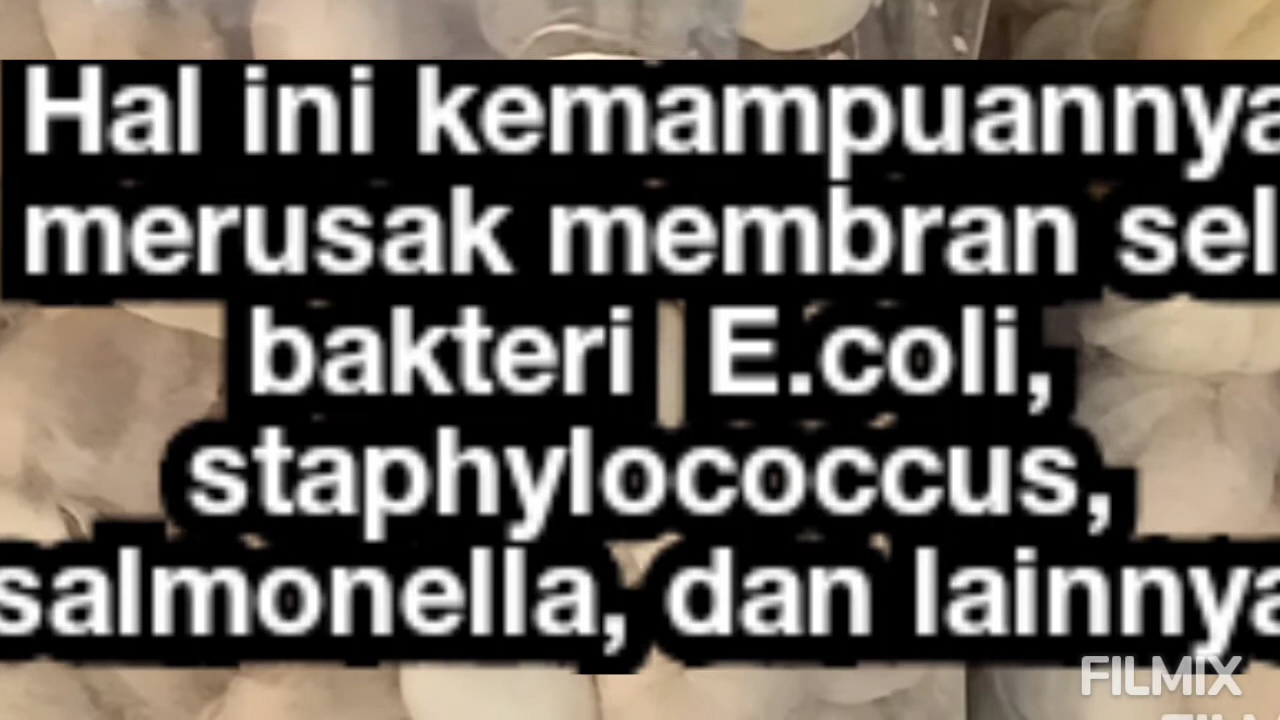 Hal ini kemampuannya
merusak membran sel
bakteri E.coli,
staphylococcus,
salmonella, dan lainnya
FILMIX